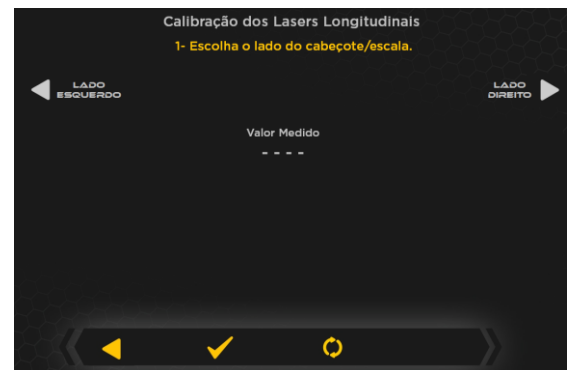 Calibração dos Lasers Longitudinais
1- Escolha o lado do cabeçote/escala.
LADO
ESQUERDO
LADO
DIREITO
Valor Medido
- - - -